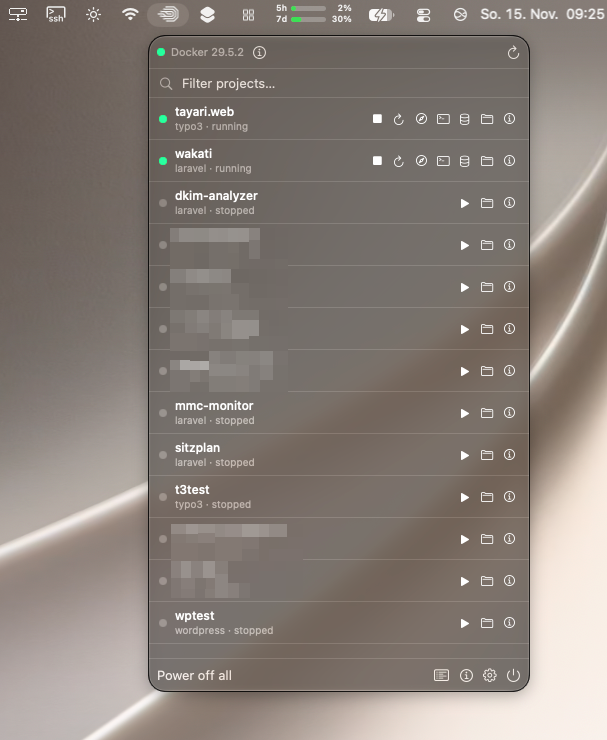 ssh
5h 2%
7d 30%
So. 15. Nov. 09:25
Docker 29.5.2
Filter projects...
tayari.web
typo3 · running
wakati
laravel · running
dkim-analyzer
laravel · stopped
mmc-monitor
laravel · stopped
sitzplan
laravel · stopped
t3test
typo3 · stopped
wptest
wordpress · stopped
Power off all